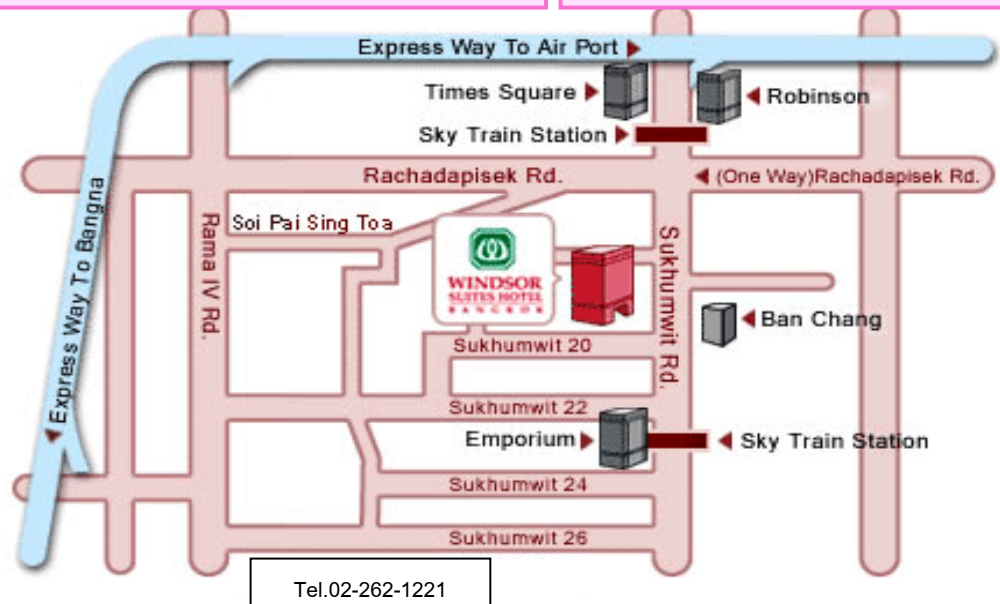 Express Way To Air Port
Times Square
Robinson
Sky Train Station
Rachadapisek Rd.
(One Way)Rachadapisek Rd.
Express Way To Bangna
Rama IV Rd.
Soi Pai Sing Toa
WINDSOR
SUITES HOTEL
BANGKOK
Sukhumwit Rd.
Ban Chang
Sukhumwit 20
Sukhumwit 22
Emporium
Sky Train Station
Sukhumwit 24
Sukhumwit 26
Tel.02-262-1221